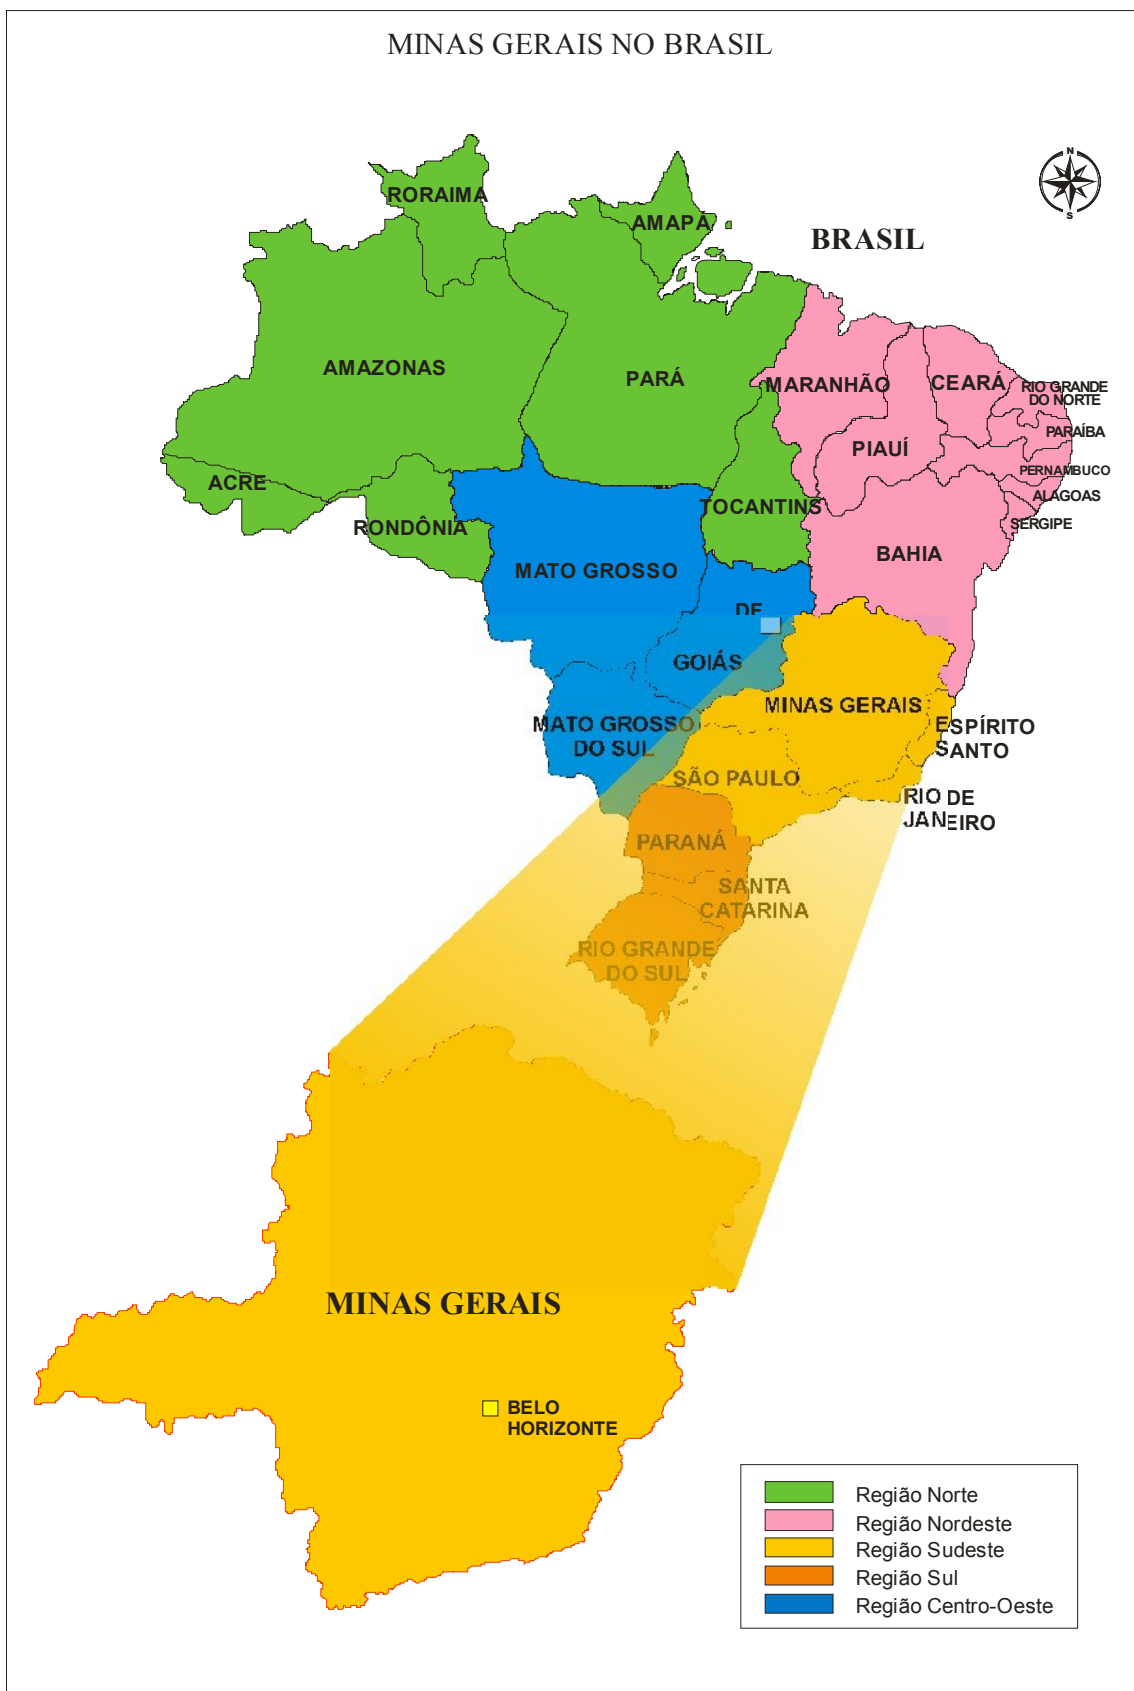 MINAS GERAIS NO BRASIL
N
S
RORAIMA
AMAPÁ
BRASIL
AMAZONAS
PARÁ
MARANHÃO
CEARÁ
RIO GRANDE
DO NORTE
PARAÍBA
PIAUÍ
PERNAMBUCO
ACRE
ALAGOAS
TOCANTINS
RONDÔNIA
SERGIPE
BAHIA
MATO GROSSO
DE
GOIÁS
MINAS GERAIS
MATO GROSSO
DO SUL
ESPÍRITO
SANTO
SÃO PAULO
RIO DE
JANEIRO
PARANÁ
SANTA
CATARINA
RIO GRANDE
DO SUL
MINAS GERAIS
BELO
HORIZONTE
Região Norte
Região Nordeste
Região Sudeste
Região Sul
Região Centro-Oeste